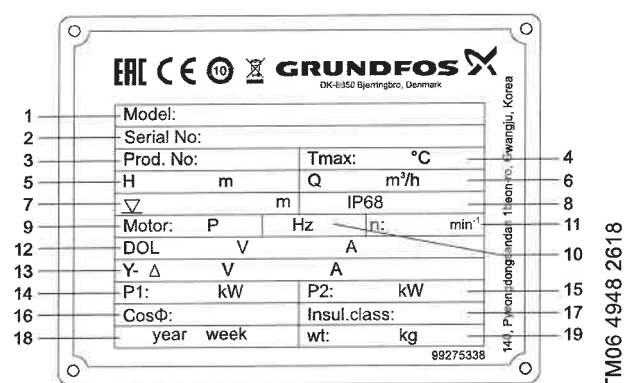 EAC CE 10 GRUNDFOS
DK-8850 Bjerringbro, Denmark
1 Model:
2 Serial No:
3 Prod. No: Tmax: °C 4
5 H m Q m³/h 6
7 ▽ m IP68 8
9 Motor: P Hz n: min⁻¹ 11
10
12 DOL V A
13 Y- Δ V A
14 P1: kW P2: kW 15
16 CosΦ: Insul.class: 17
18 year week wt: kg 19
99275338
140, Pyeongdongsandan 1beon-ro, Gwangju, Korea
TM06 4948 2618